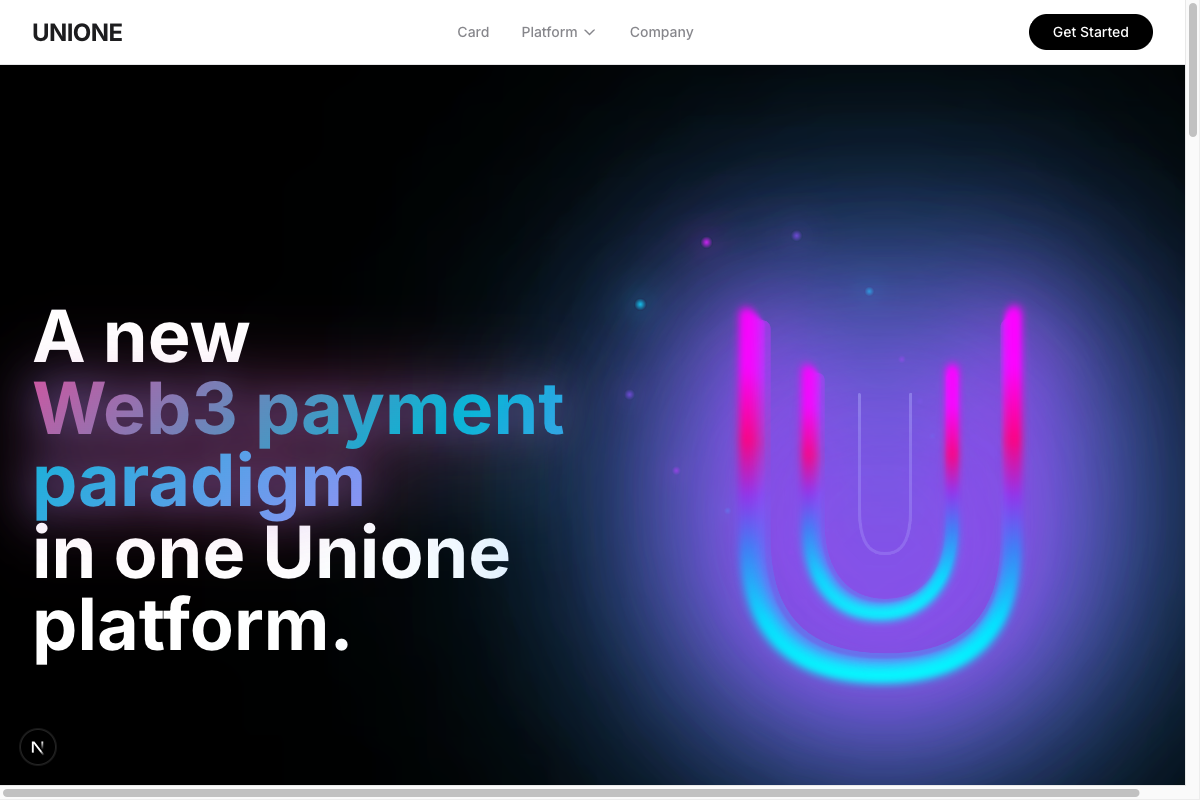 UNIONE
Card
Platform
Company
Get Started
A new
Web3 payment
paradigm
in one Unione
platform.
N